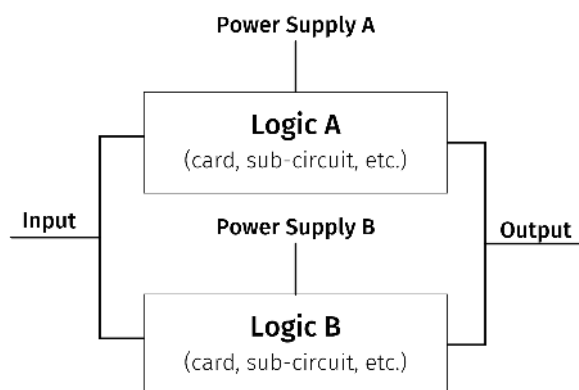 Power Supply A
Logic A
(card, sub-circuit, etc.)
Input
Power Supply B
Output
Logic B
(card, sub-circuit, etc.)